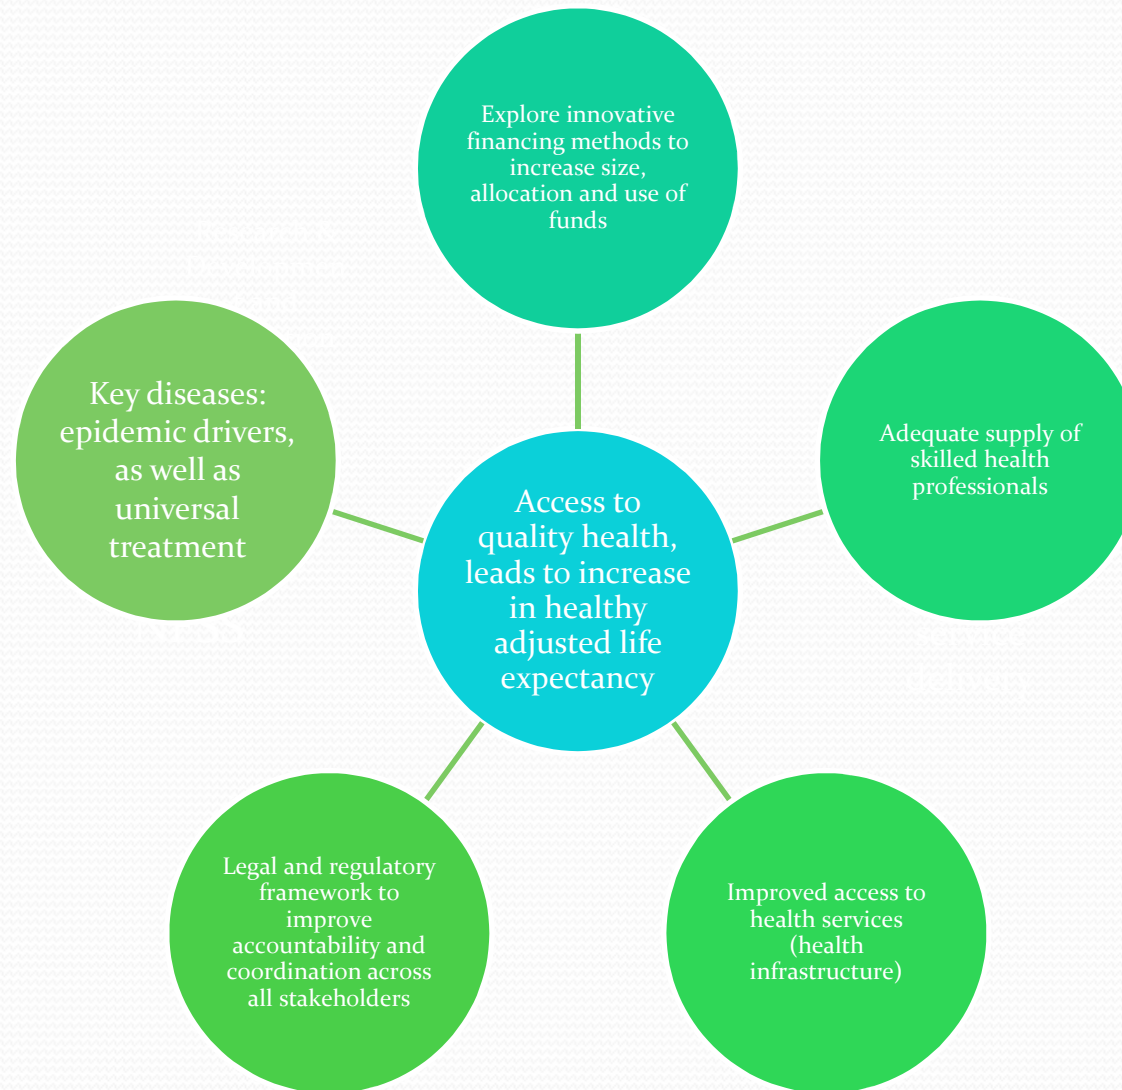 Explore innovative
financing methods to
increase size,
allocation and use of
funds
Key diseases:
epidemic drivers,
as well as
universal
treatment
Adequate supply of
skilled health
professionals
Access to
quality health,
leads to increase
in healthy
adjusted life
expectancy
Legal and regulatory
framework to
improve
accountability and
coordination across
all stakeholders
Improved access to
health services
(health
infrastructure)